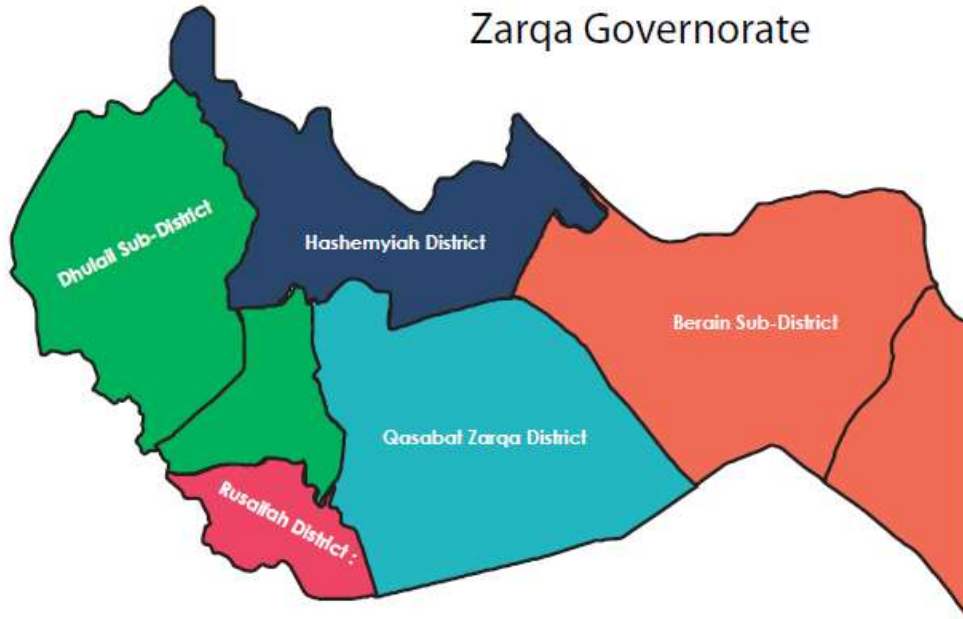 Zarqa Governorate
Dhulail Sub-District
Hashemyiah District
Berain Sub-District
Qasabat Zarqa District
Rusaifah District :